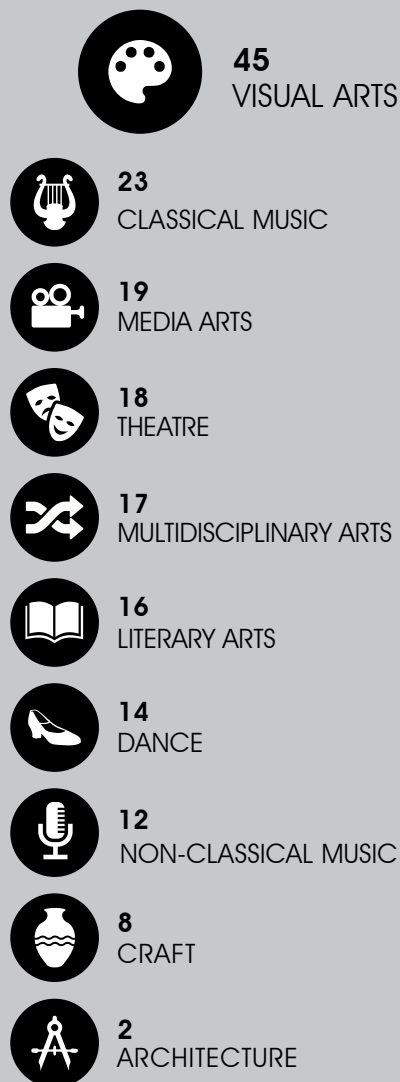 45
VISUAL ARTS
23
CLASSICAL MUSIC
19
MEDIA ARTS
18
THEATRE
17
MULTIDISCIPLINARY ARTS
16
LITERARY ARTS
14
DANCE
12
NON-CLASSICAL MUSIC
8
CRAFT
2
ARCHITECTURE